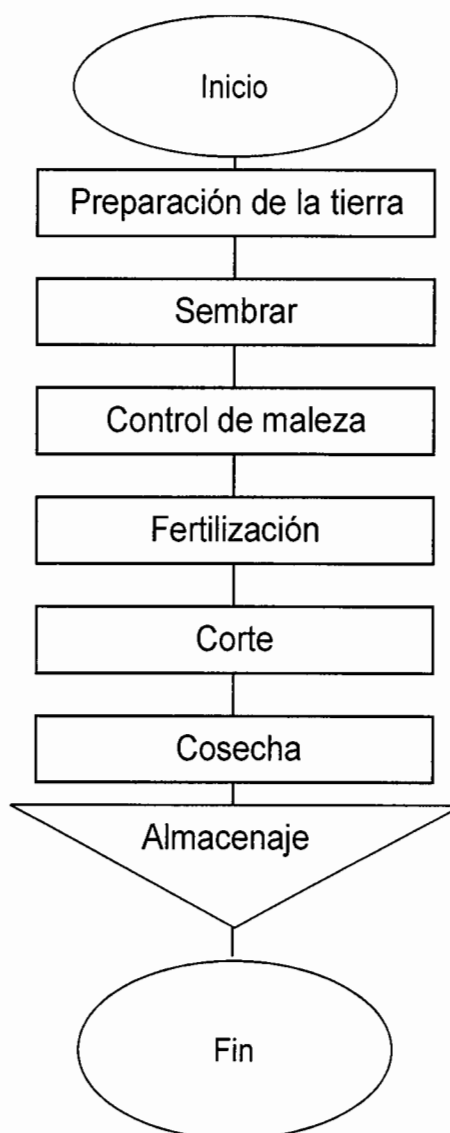 Inicio
Preparación de la tierra
Sembrar
Control de maleza
Fertilización
Corte
Cosecha
Almacenaje
Fin